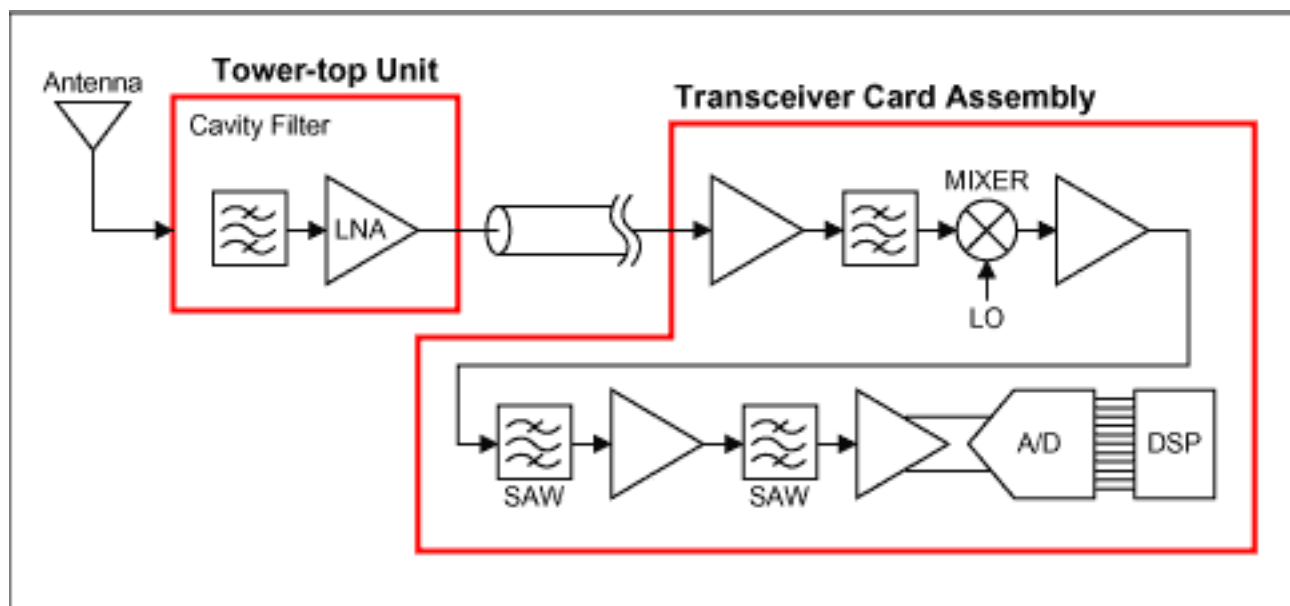 Antenna
Tower-top Unit
Cavity Filter
LNA
Transceiver Card Assembly
MIXER
LO
SAW
SAW
A/D
DSP